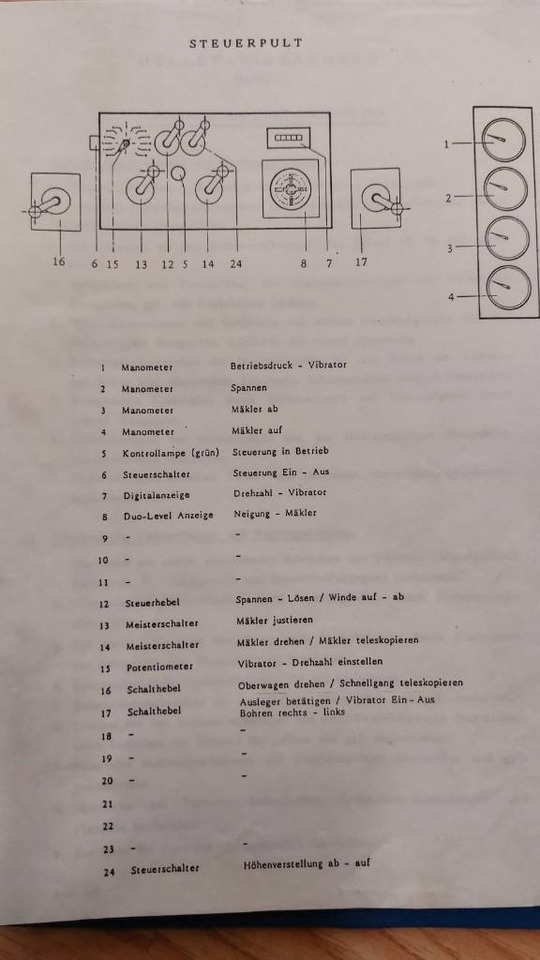 STEUERPULT
1
2
3
4
16 6 15 13 12 5 14 24 8 7 17
1 Manometer Betriebsdruck - Vibrator
2 Manometer Spannen
3 Manometer Mäkler ab
4 Manometer Mäkler auf
5 Kontrollampe (grün) Steuerung in Betrieb
6 Steuerschalter Steuerung Ein - Aus
7 Digitalanzeige Drehzahl - Vibrator
8 Duo-Level Anzeige Neigung - Mäkler
9 - -
10 - -
11 - -
12 Steuerhebel Spannen - Lösen / Winde auf - ab
13 Meisterschalter Mäkler justieren
14 Meisterschalter Mäkler drehen / Mäkler teleskopieren
15 Potentiometer Vibrator - Drehzahl einstellen
16 Schalthebel Oberwagen drehen / Schnellgang teleskopieren
17 Schalthebel Ausleger betätigen / Vibrator Ein - Aus
Bohren rechts - links
18 - -
19 - -
20 - -
21
22
23 - -
24 Steuerschalter Höhenverstellung ab - auf